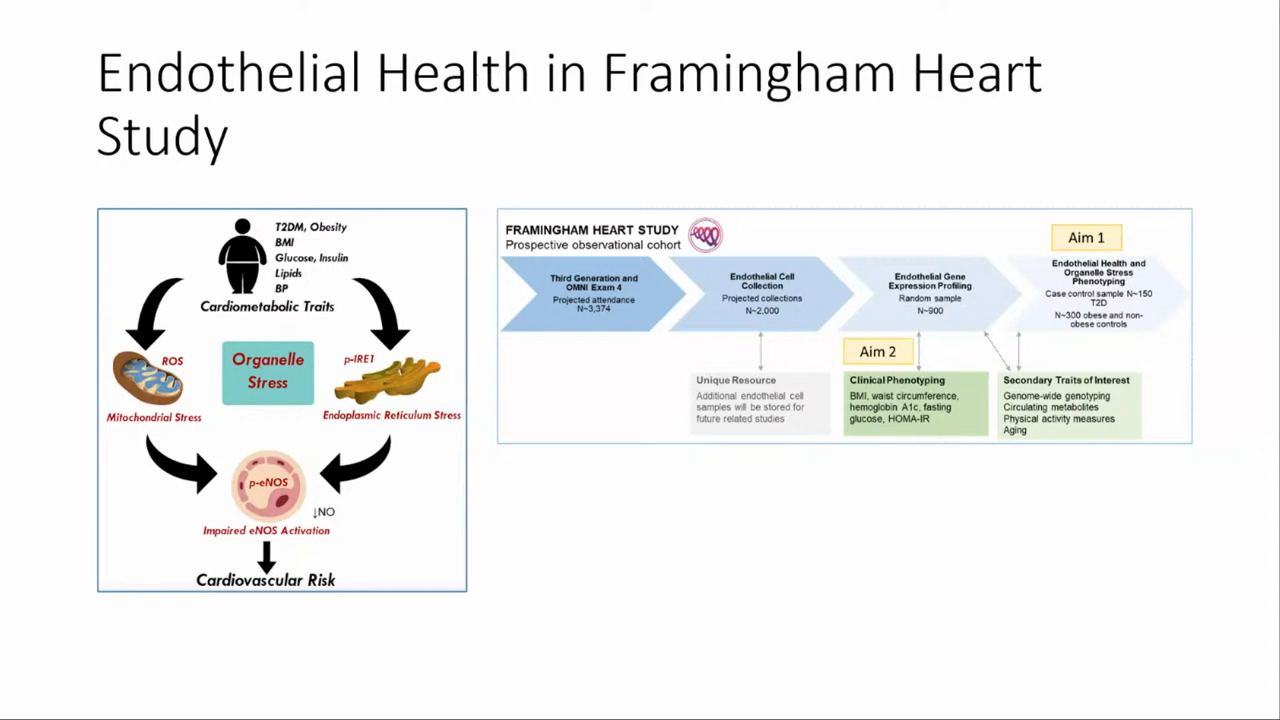 Endothelial Health in Framingham Heart
Study
T2DM, Obesity
BMI
Glucose, Insulin
Lipids
BP
Cardiometabolic Traits
ROS
Organelle
Stress
p-IRE1
Mitochondrial Stress
Endoplasmic Reticulum Stress
p-eNOS
↓NO
Impaired eNOS Activation
Cardiovascular Risk
FRAMINGHAM HEART STUDY
Prospective observational cohort
Third Generation and
OMNI Exam 4
Projected attendance
N~3,374
Endothelial Cell
Collection
Projected collections
N~2,000
Endothelial Gene
Expression Profiling
Random sample
N~900
Aim 1
Endothelial Health and
Organelle Stress
Phenotyping
Case control sample N~150
T2D
N~300 obese and non-
obese controls
Unique Resource
Additional endothelial cell
samples will be stored for
future related studies
Aim 2
Clinical Phenotyping
BMI, waist circumference,
hemoglobin A1c, fasting
glucose, HOMA-IR
Secondary Traits of Interest
Genome-wide genotyping
Circulating metabolites
Physical activity measures
Aging